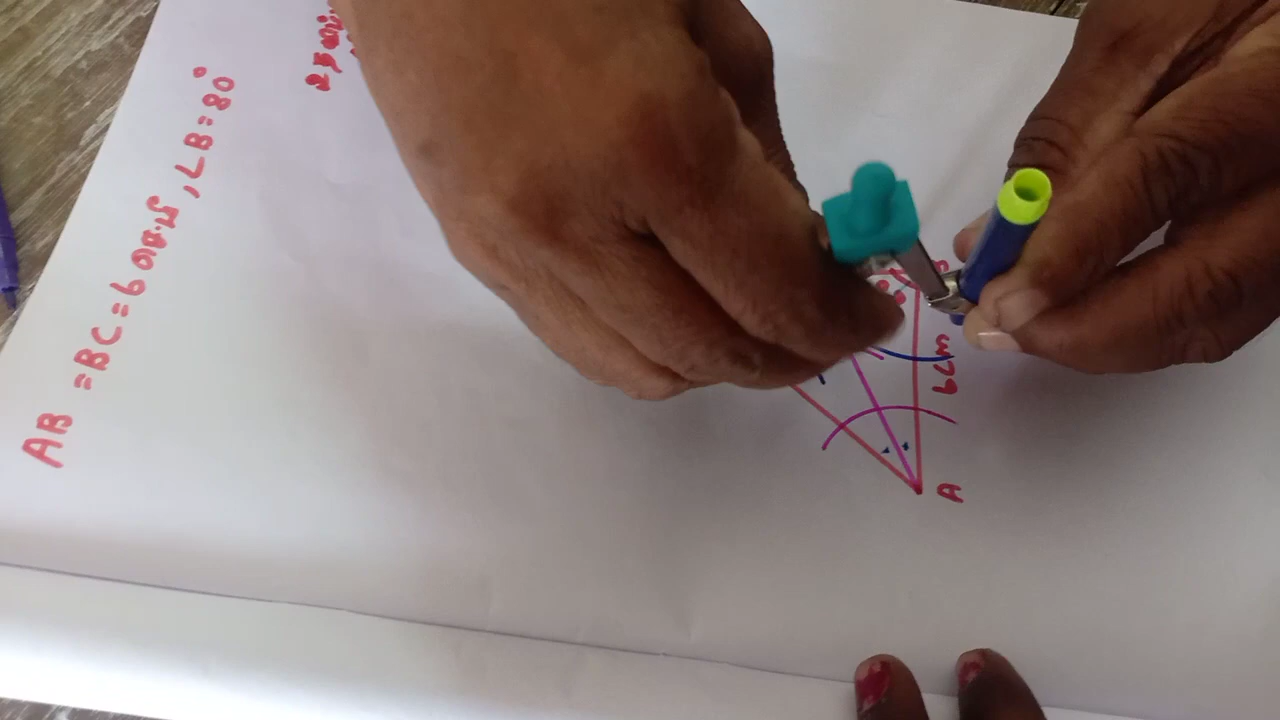 AB = BC = 6 செ.மீ, ∠B = 80°
6cm
A